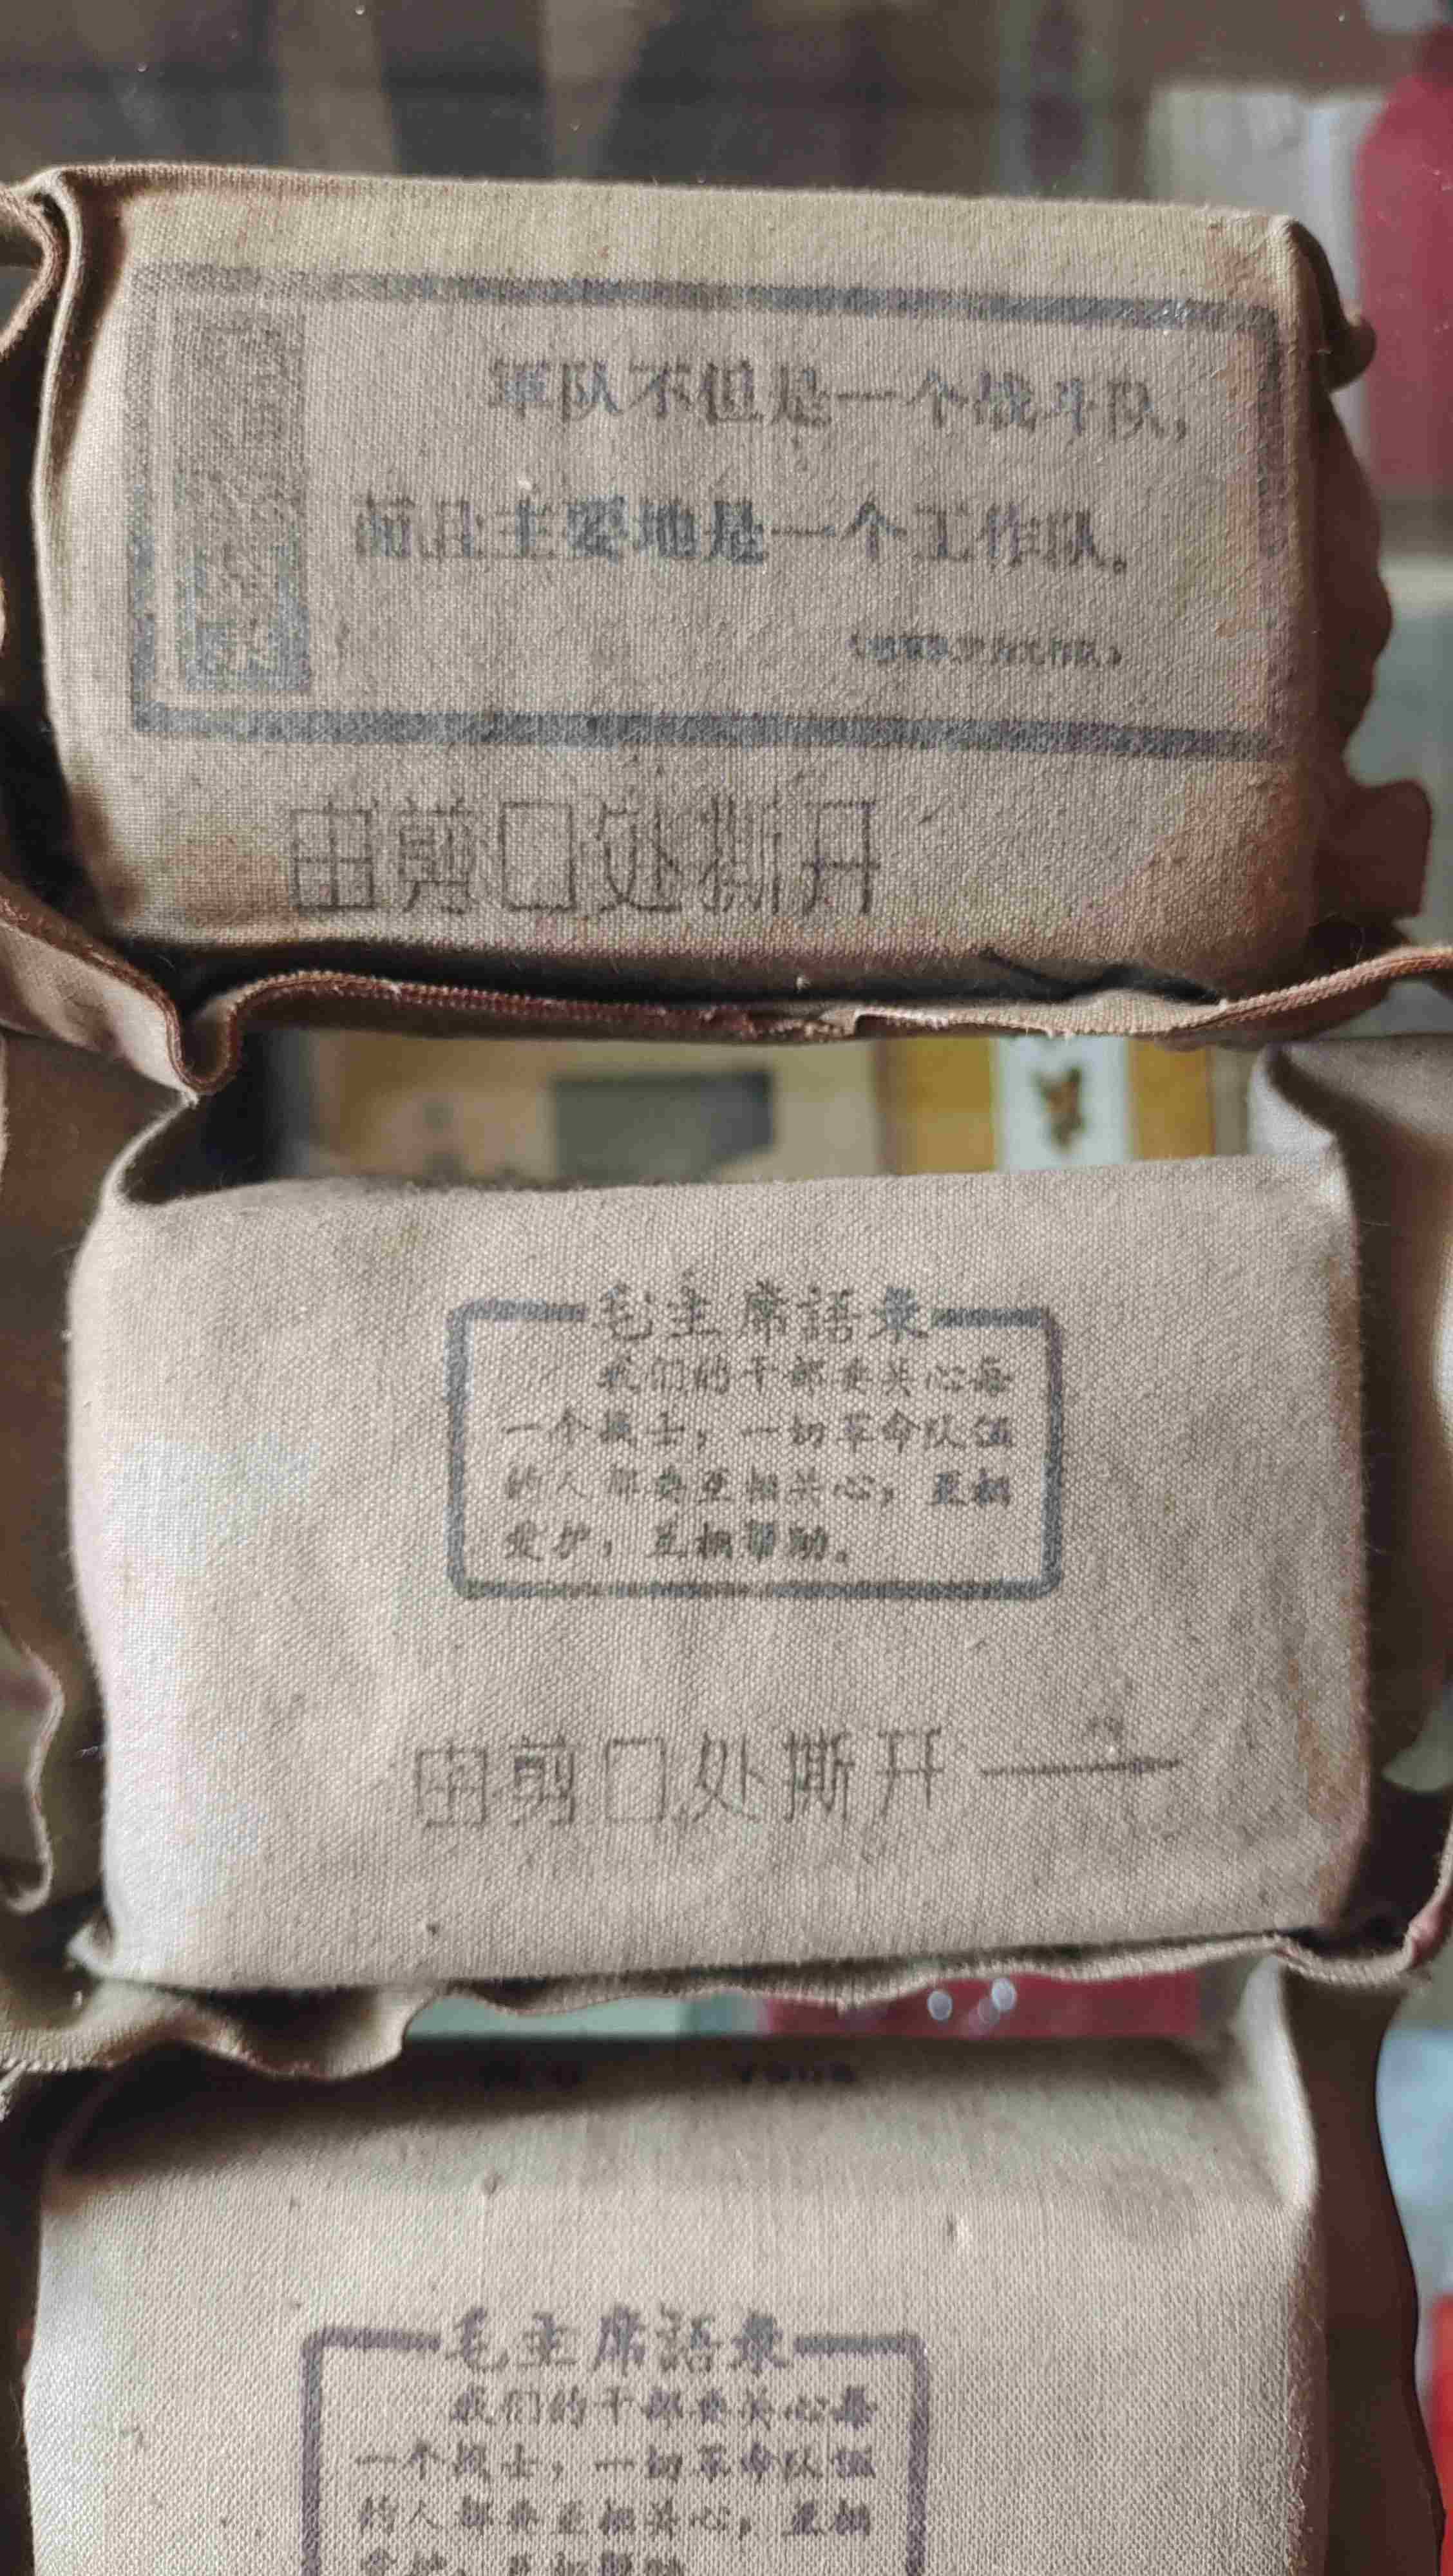 軍队不但是一个战斗队，
而且主要地是一个工作队。
由剪口处撕开
毛主席語录
我们的干部要关心每
一个战士，一切革命队伍
的人都要互相关心，互相
爱护，互相帮助。
由剪口处撕开
毛主席語录
我们的干部要关心每
一个战士，一切革命队伍
的人都要互相关心，互相